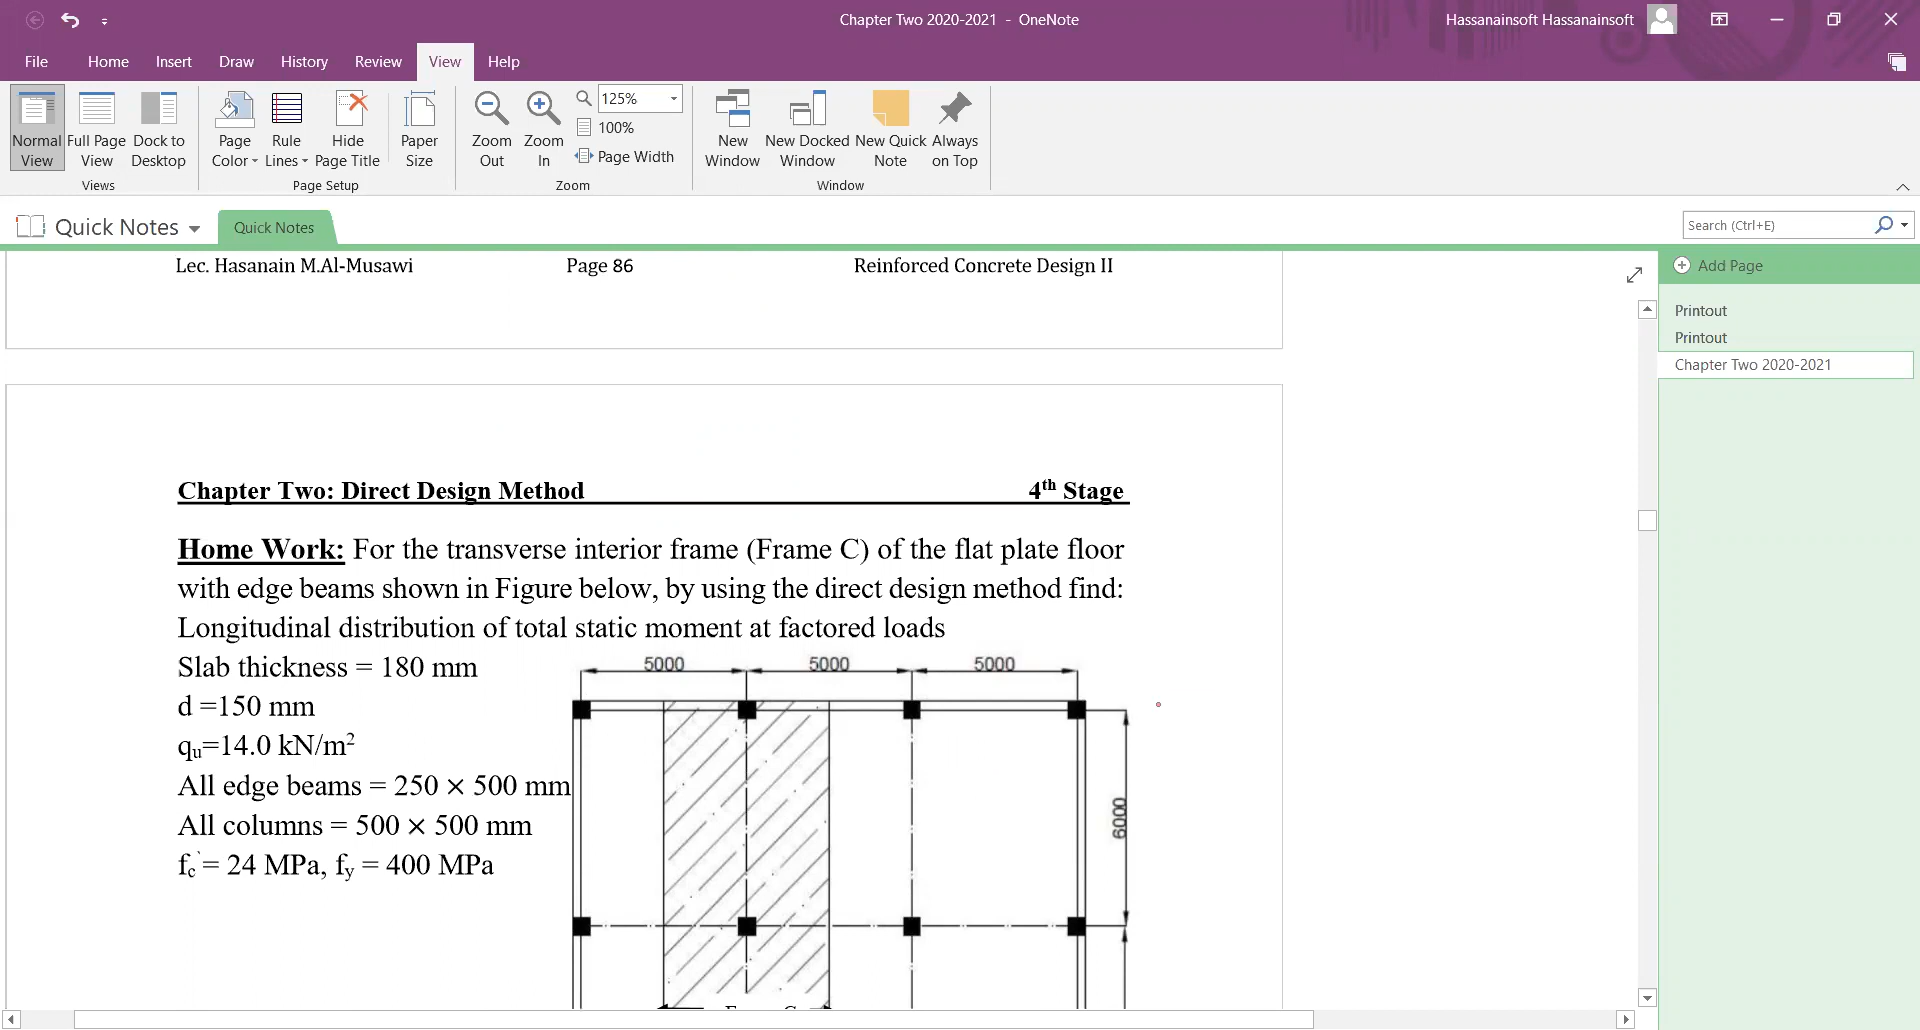 Chapter Two 2020-2021 - OneNote
Hassanainsoft Hassanainsoft
File Home Insert Draw History Review View Help
Normal View
Full Page View
Dock to Desktop
Views
Page Color
Rule Lines
Hide Page Title
Paper Size
Page Setup
Zoom Out
Zoom In
125%
100%
Page Width
Zoom
New Window
New Docked Window
New Quick Note
Always on Top
Window
Quick Notes
Quick Notes
Search (Ctrl+E)
Lec. Hasanain M.Al-Musawi Page 86 Reinforced Concrete Design II
Chapter Two: Direct Design Method 4th Stage
Home Work: For the transverse interior frame (Frame C) of the flat plate floor
with edge beams shown in Figure below, by using the direct design method find:
Longitudinal distribution of total static moment at factored loads
Slab thickness = 180 mm
d =150 mm
qu=14.0 kN/m2
All edge beams = 250 × 500 mm
All columns = 500 × 500 mm
fc`= 24 MPa, fy = 400 MPa
5000 5000 5000
6000
Add Page
Printout
Printout
Chapter Two 2020-2021